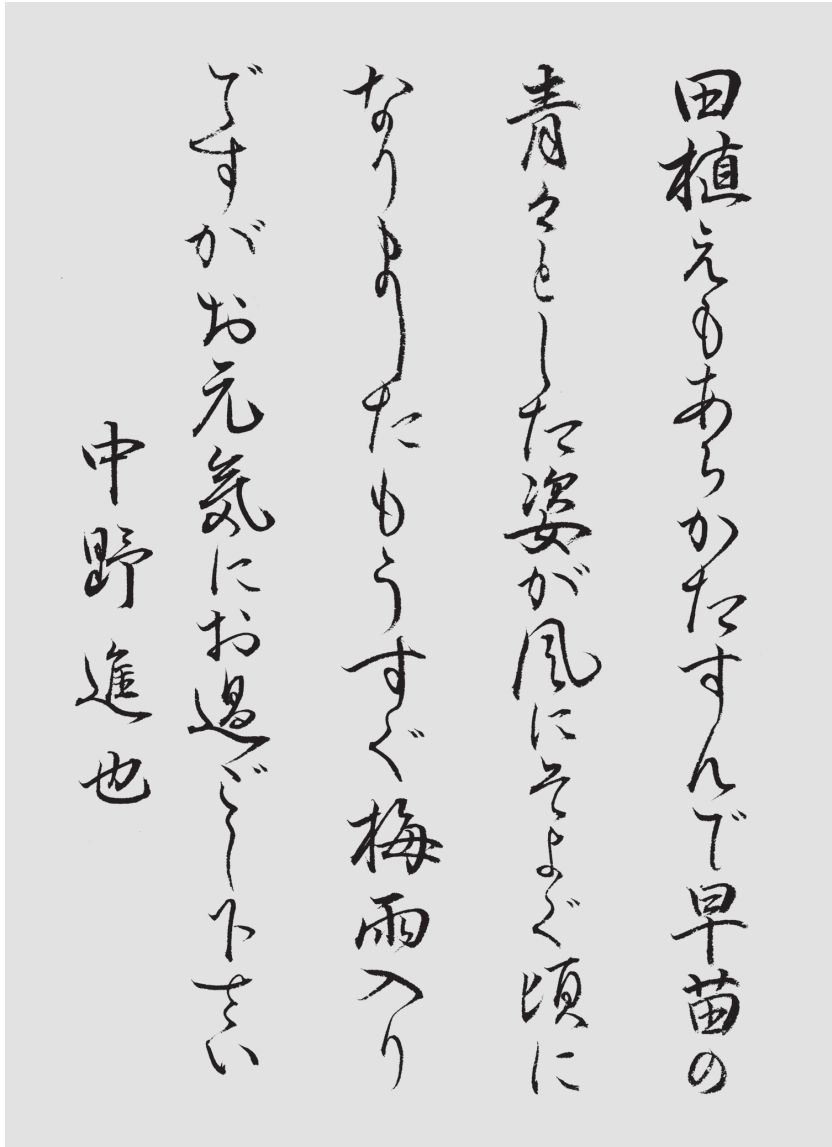 田植えもあらかたすんで早苗の
青々とした姿が風にそよぐ頃に
なりましたもうすぐ梅雨入り
ですがお元気にお過ごし下さい
中野進也